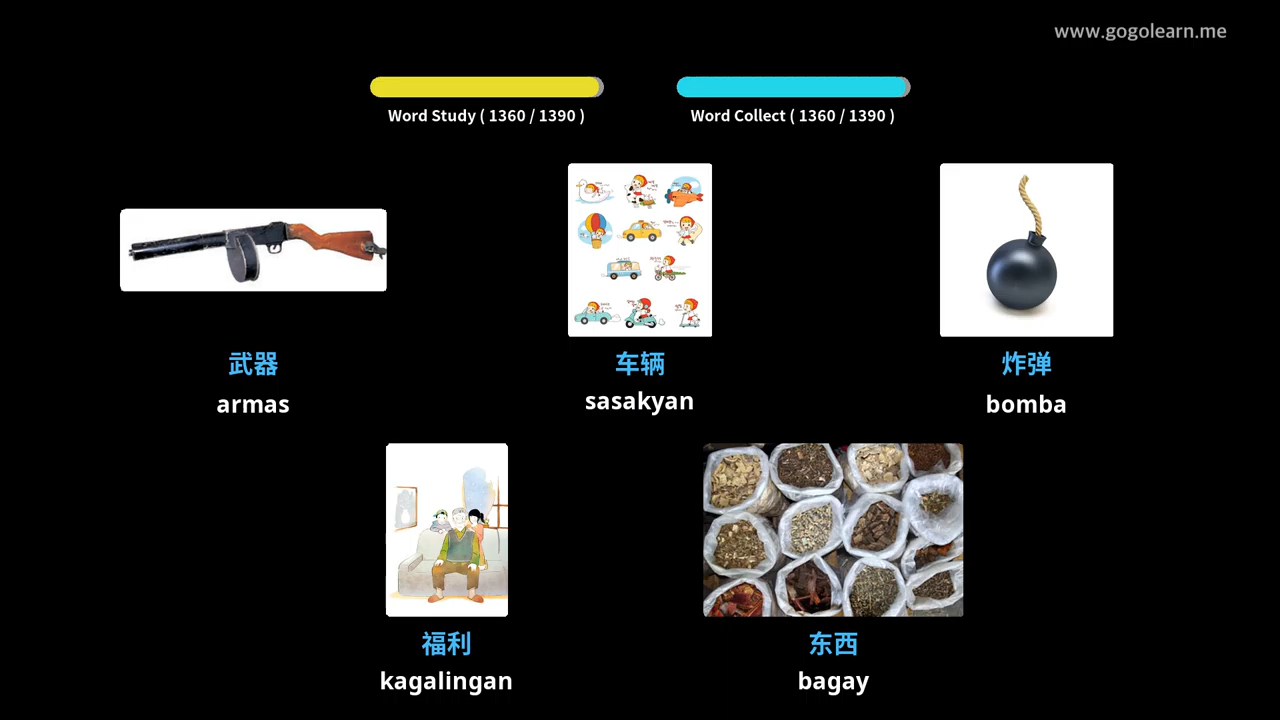 www.gogolearn.me
Word Study ( 1360 / 1390 )
Word Collect ( 1360 / 1390 )
武器
armas
车辆
sasakyan
炸弹
bomba
福利
kagalingan
东西
bagay